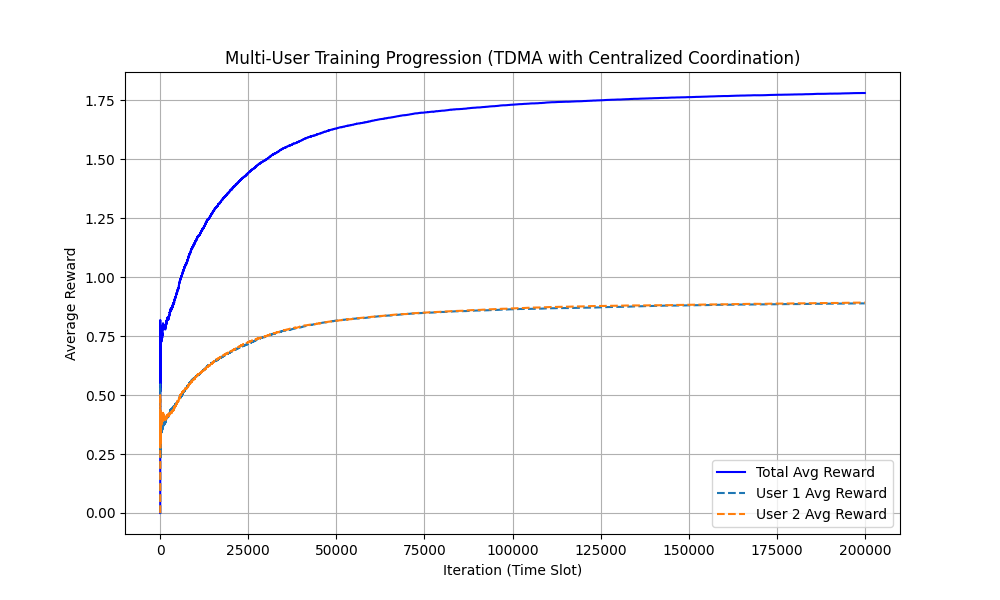 Multi-User Training Progression (TDMA with Centralized Coordination)
Average Reward
1.75
1.50
1.25
1.00
0.75
0.50
0.25
0.00
Total Avg Reward
User 1 Avg Reward
User 2 Avg Reward
0 25000 50000 75000 100000 125000 150000 175000 200000
Iteration (Time Slot)